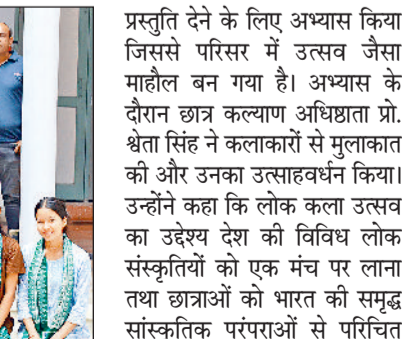 प्रस्तुति देने के लिए अभ्यास किया
जिससे परिसर में उत्सव जैसा
माहौल बन गया है। अभ्यास के
दौरान छात्र कल्याण अधिष्ठाता प्रो.
श्वेता सिंह ने कलाकारों से मुलाकात
की और उनका उत्साहवर्धन किया।
उन्होंने कहा कि लोक कला उत्सव
का उद्देश्य देश की विविध लोक
संस्कृतियों को एक मंच पर लाना
तथा छात्राओं को भारत की समृद्ध
सांस्कृतिक परंपराओं से परिचित